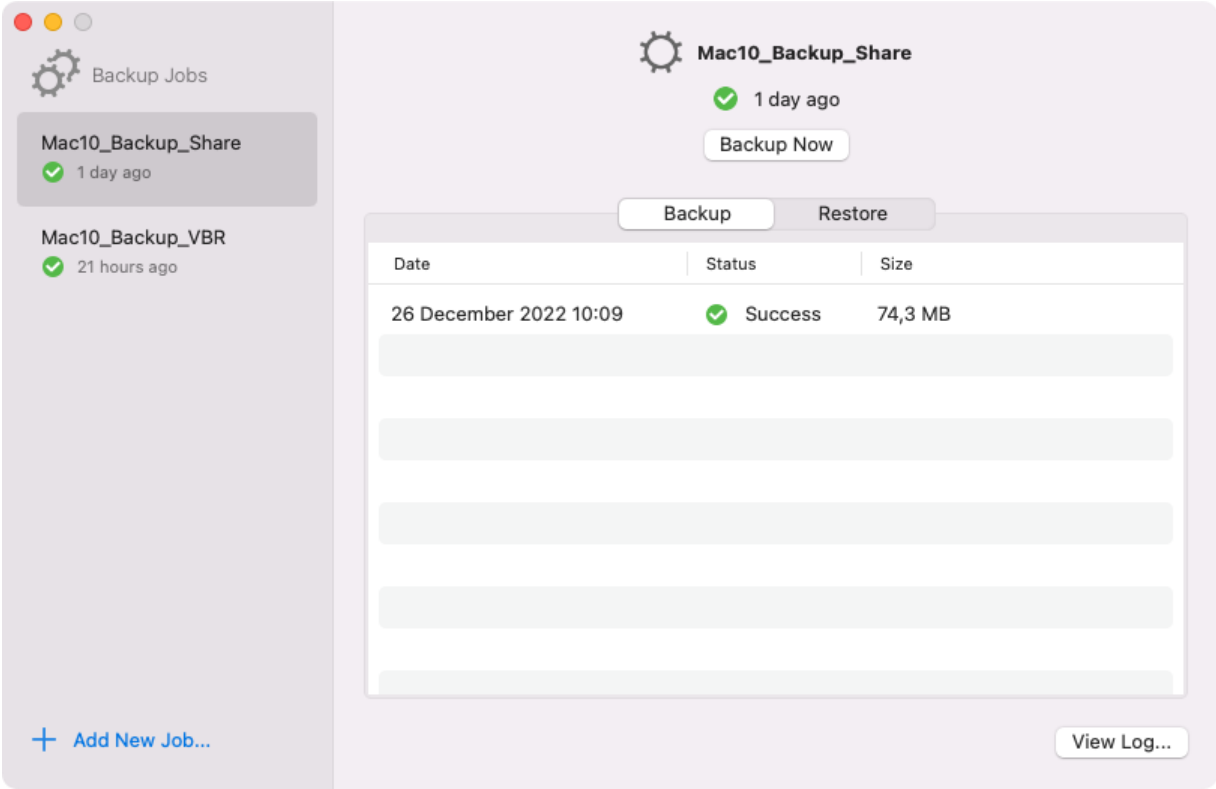 Backup Jobs
Mac10_Backup_Share
1 day ago
Mac10_Backup_VBR
21 hours ago
Add New Job...
Mac10_Backup_Share
1 day ago
Backup Now
Backup Restore
Date Status Size
26 December 2022 10:09 Success 74,3 MB
View Log...